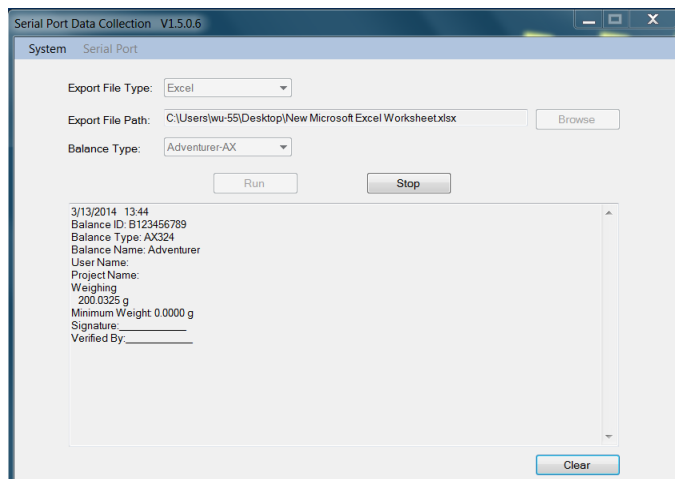 Serial Port Data Collection V1.5.0.6
System Serial Port
Export File Type: Excel
Export File Path: C:\Users\wu-55\Desktop\New Microsoft Excel Worksheet.xlsx Browse
Balance Type: Adventurer-AX
Run Stop
3/13/2014 13:44
Balance ID: B123456789
Balance Type: AX324
Balance Name: Adventurer
User Name:
Project Name:
Weighing
200.0325 g
Minimum Weight: 0.0000 g
Signature:____________
Verified By:____________
Clear